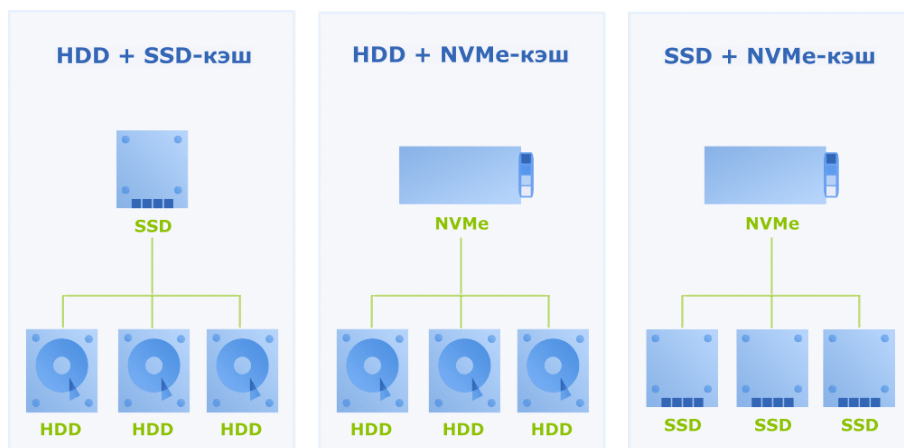 HDD + SSD-кэш
HDD + NVMe-кэш
SSD + NVMe-кэш
SSD
NVMe
NVMe
HDD
HDD
HDD
HDD
HDD
HDD
SSD
SSD
SSD